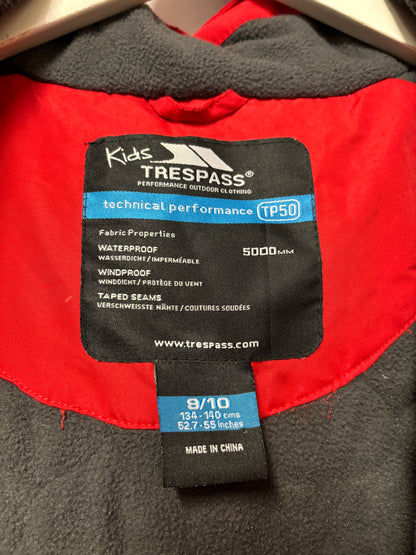 Kids
TRESPASS®
PERFORMANCE OUTDOOR CLOTHING
technical performance TP50
Fabric Properties
WATERPROOF 5000MM
WASSERDICHT / IMPERMÉABLE
WINDPROOF
WINDDICHT / PROTÈGE DU VENT
TAPED SEAMS
VERSCHWEISSTE NÄHTE / COUTURES SOUDÉES
www.trespass.com
9/10
134-140 cms
52.7-55 inches
MADE IN CHINA